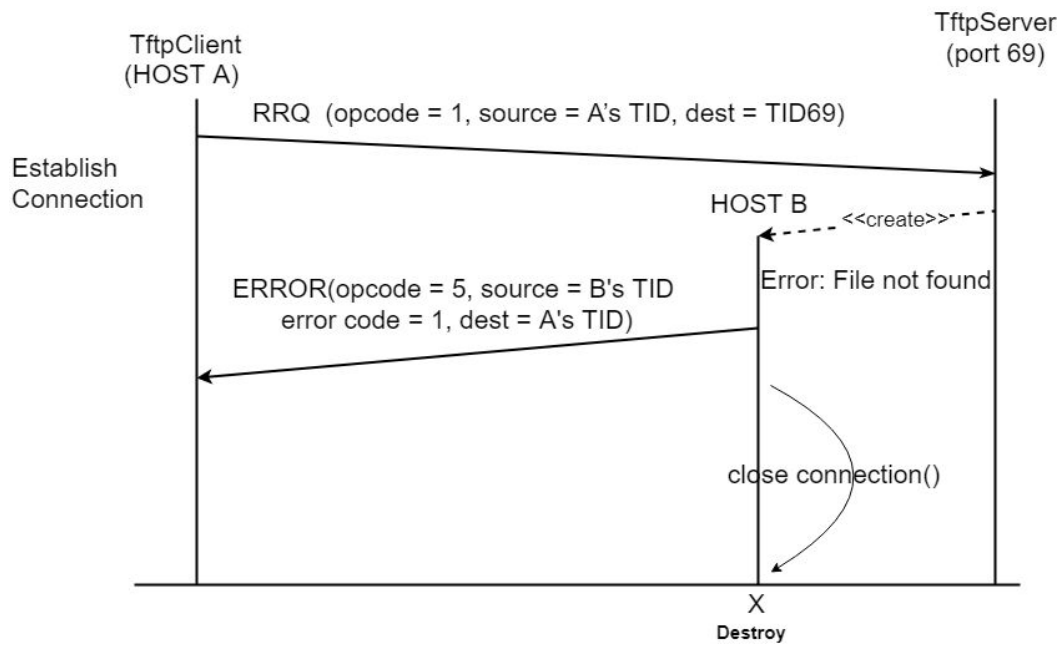 TftpClient
(HOST A)
TftpServer
(port 69)
RRQ (opcode = 1, source = A’s TID, dest = TID69)
Establish
Connection
HOST B
<<create>>
Error: File not found
ERROR(opcode = 5, source = B's TID
error code = 1, dest = A's TID)
close connection()
X
Destroy